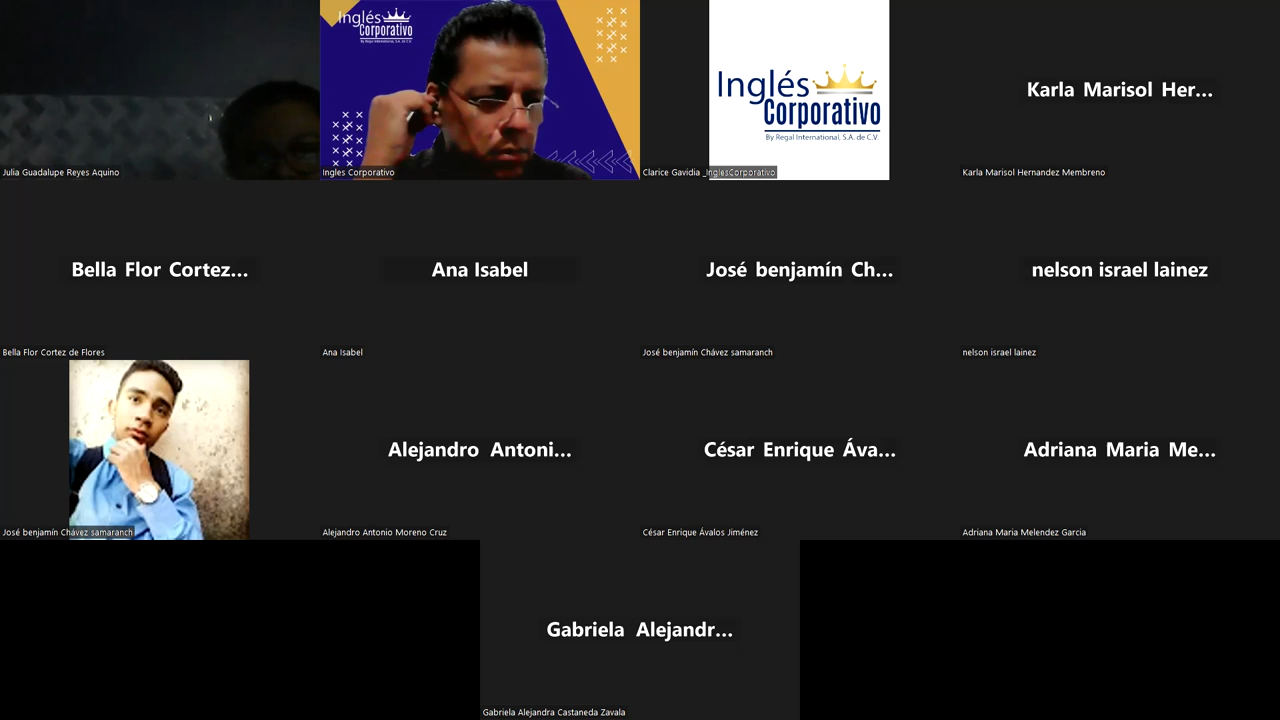 Inglés
Corporativo
By Regal International, S.A. de C.V.
Julia Guadalupe Reyes Aquino
Ingles Corporativo
Inglés
Corporativo
By Regal International, S.A. de C.V.
Clarice Gavidia _InglésCorporativo
Karla Marisol Her...
Karla Marisol Hernandez Membreno
Bella Flor Cortez...
Bella Flor Cortez de Flores
Ana Isabel
Ana Isabel
José benjamín Ch...
José benjamín Chávez samaranch
nelson israel lainez
nelson israel lainez
José benjamín Chávez samaranch
Alejandro Antoni...
Alejandro Antonio Moreno Cruz
César Enrique Áva...
César Enrique Ávalos Jiménez
Adriana Maria Me...
Adriana Maria Melendez Garcia
Gabriela Alejandr...
Gabriela Alejandra Castaneda Zavala